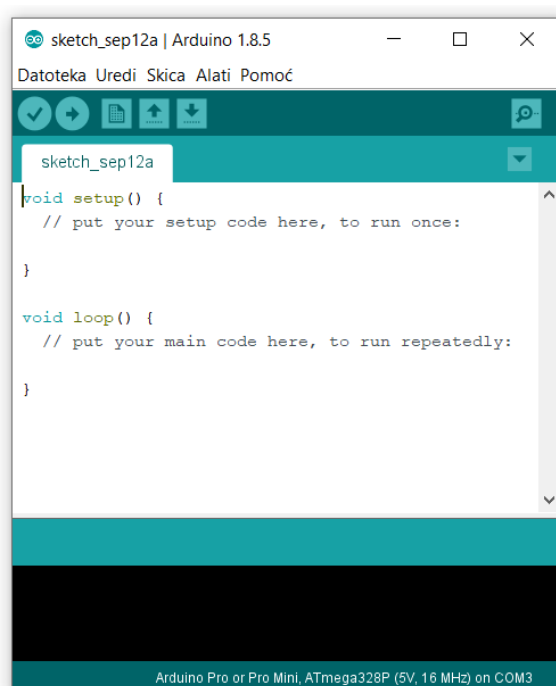 sketch_sep12a | Arduino 1.8.5
Datoteka Uredi Skica Alati Pomoć
sketch_sep12a
void setup() {
  // put your setup code here, to run once:
}
void loop() {
  // put your main code here, to run repeatedly:
}
Arduino Pro or Pro Mini, ATmega328P (5V, 16 MHz) on COM3